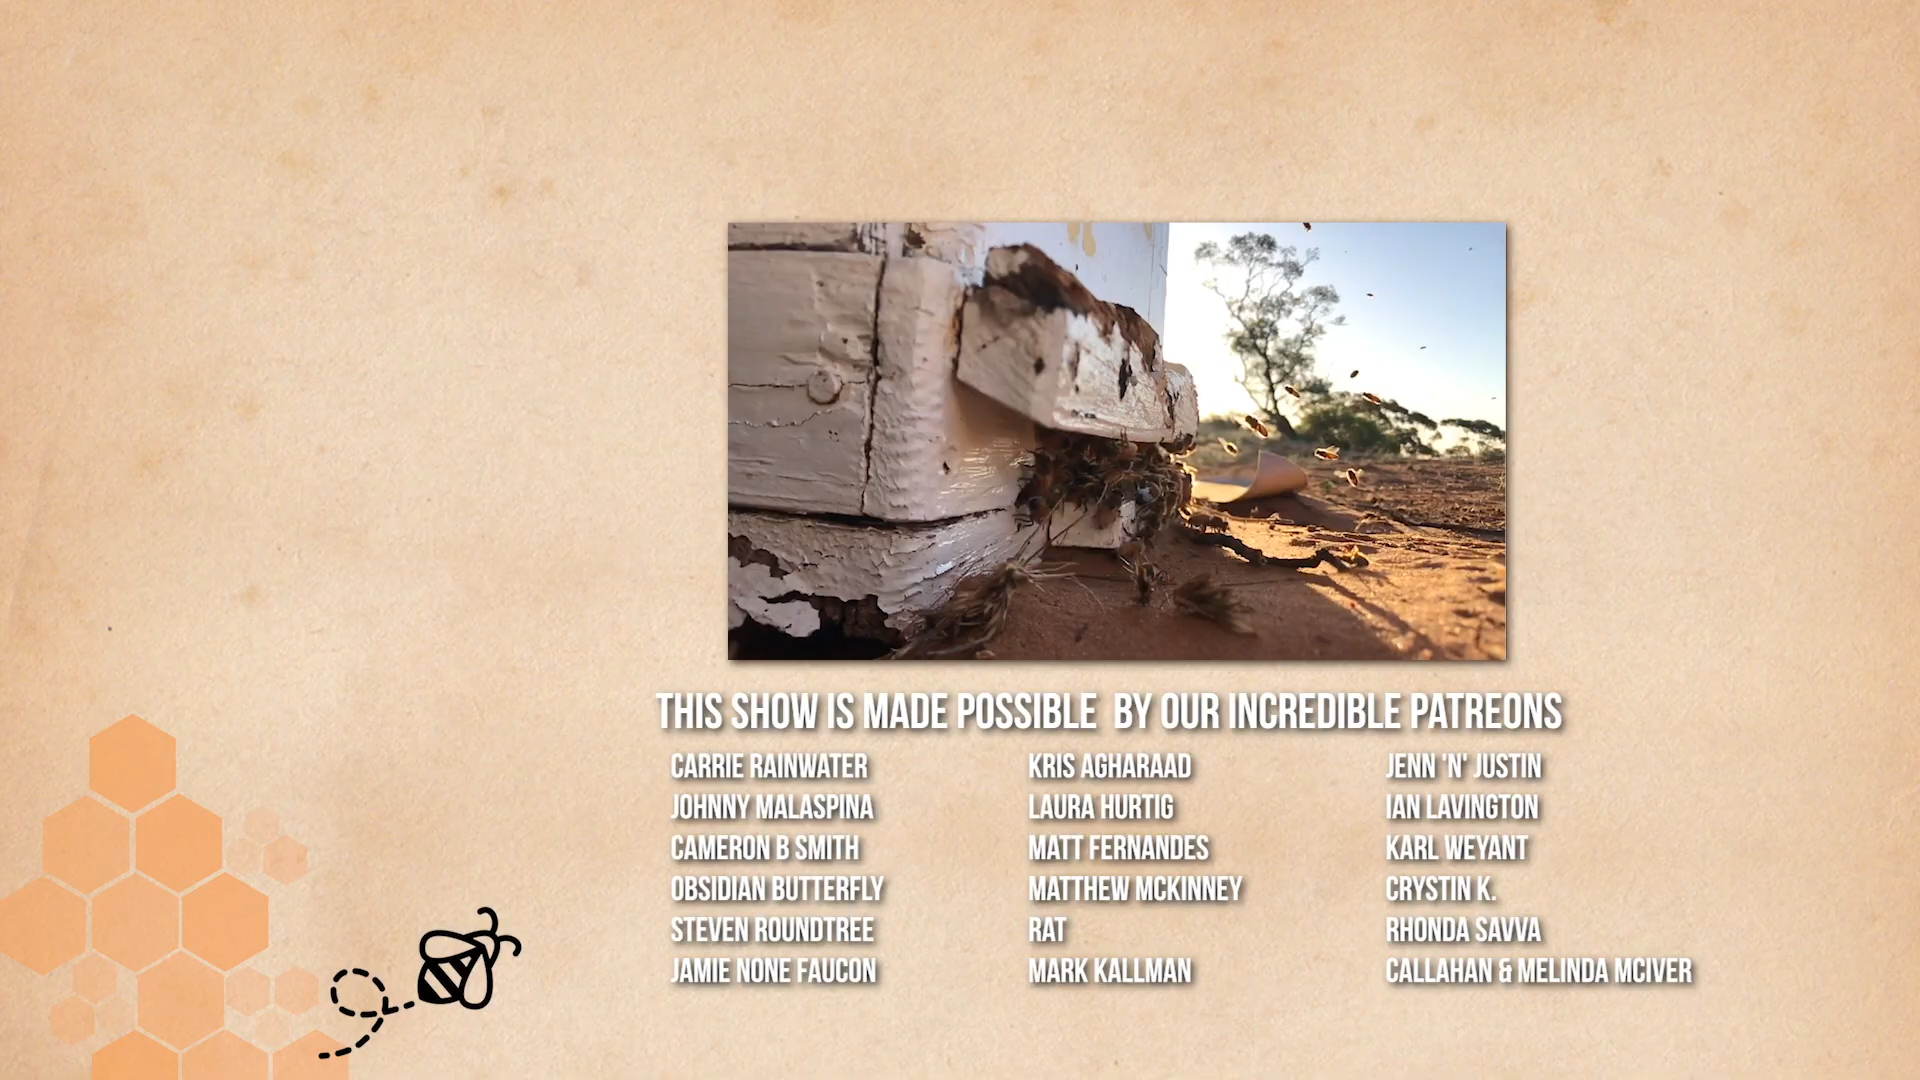 THIS SHOW IS MADE POSSIBLE BY OUR INCREDIBLE PATREONS
CARRIE RAINWATER
JOHNNY MALASPINA
CAMERON B SMITH
OBSIDIAN BUTTERFLY
STEVEN ROUNDTREE
JAMIE NONE FAUCON
KRIS AGHARAAD
LAURA HURTIG
MATT FERNANDES
MATTHEW MCKINNEY
RAT
MARK KALLMAN
JENN 'N' JUSTIN
IAN LAVINGTON
KARL WEYANT
CRYSTIN K.
RHONDA SAVVA
CALLAHAN & MELINDA MCIVER